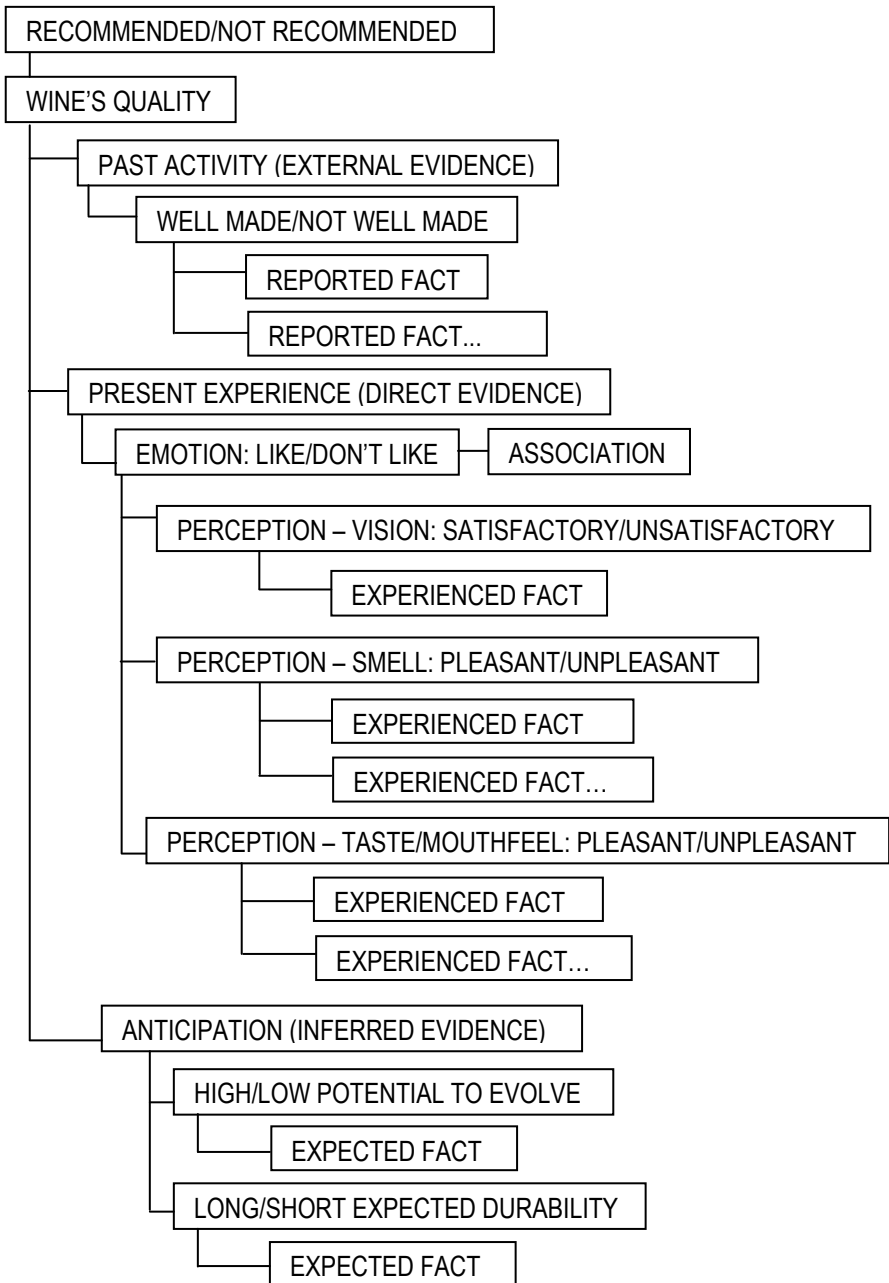 RECOMMENDED/NOT RECOMMENDED
WINE'S QUALITY
PAST ACTIVITY (EXTERNAL EVIDENCE)
WELL MADE/NOT WELL MADE
REPORTED FACT
REPORTED FACT...
PRESENT EXPERIENCE (DIRECT EVIDENCE)
EMOTION: LIKE/DON'T LIKE
ASSOCIATION
PERCEPTION – VISION: SATISFACTORY/UNSATISFACTORY
EXPERIENCED FACT
PERCEPTION – SMELL: PLEASANT/UNPLEASANT
EXPERIENCED FACT
EXPERIENCED FACT…
PERCEPTION – TASTE/MOUTHFEEL: PLEASANT/UNPLEASANT
EXPERIENCED FACT
EXPERIENCED FACT…
ANTICIPATION (INFERRED EVIDENCE)
HIGH/LOW POTENTIAL TO EVOLVE
EXPECTED FACT
LONG/SHORT EXPECTED DURABILITY
EXPECTED FACT